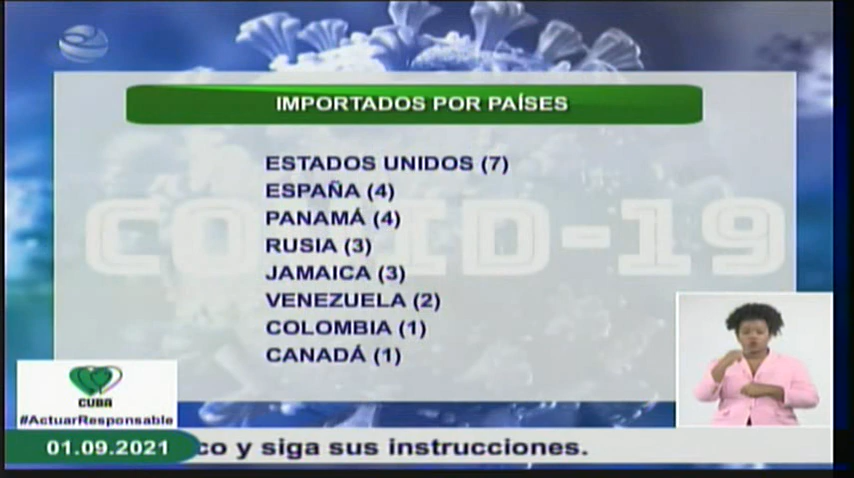 IMPORTADOS POR PAÍSES
COVID-19
ESTADOS UNIDOS (7)
ESPAÑA (4)
PANAMÁ (4)
RUSIA (3)
JAMAICA (3)
VENEZUELA (2)
COLOMBIA (1)
CANADÁ (1)
CUBA
#ActuarResponsable
01.09.2021
co y siga sus instrucciones.